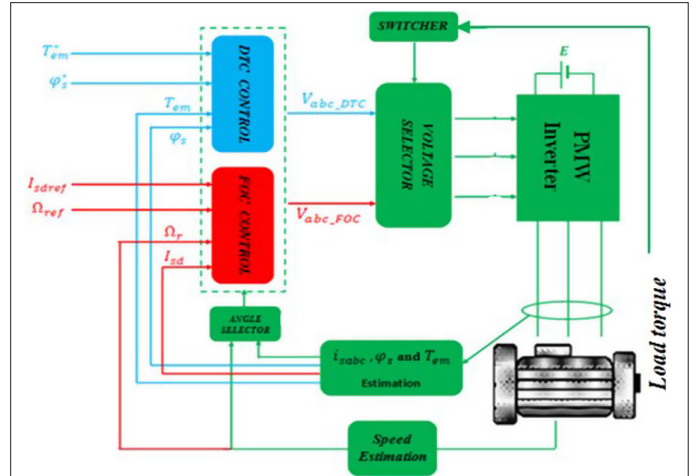 SWITCHER
E
T*em
φ*s
Tem
φs
DTC CONTROL
Vabc_DTC
VOLTAGE
SELECTOR
PMW
Inverter
Isdref
Ωref
Ωr
Isd
FOC CONTROL
Vabc_FOC
ANGLE
SELECTOR
isabc , φs and Tem
Estimation
Speed
Estimation
Load torque